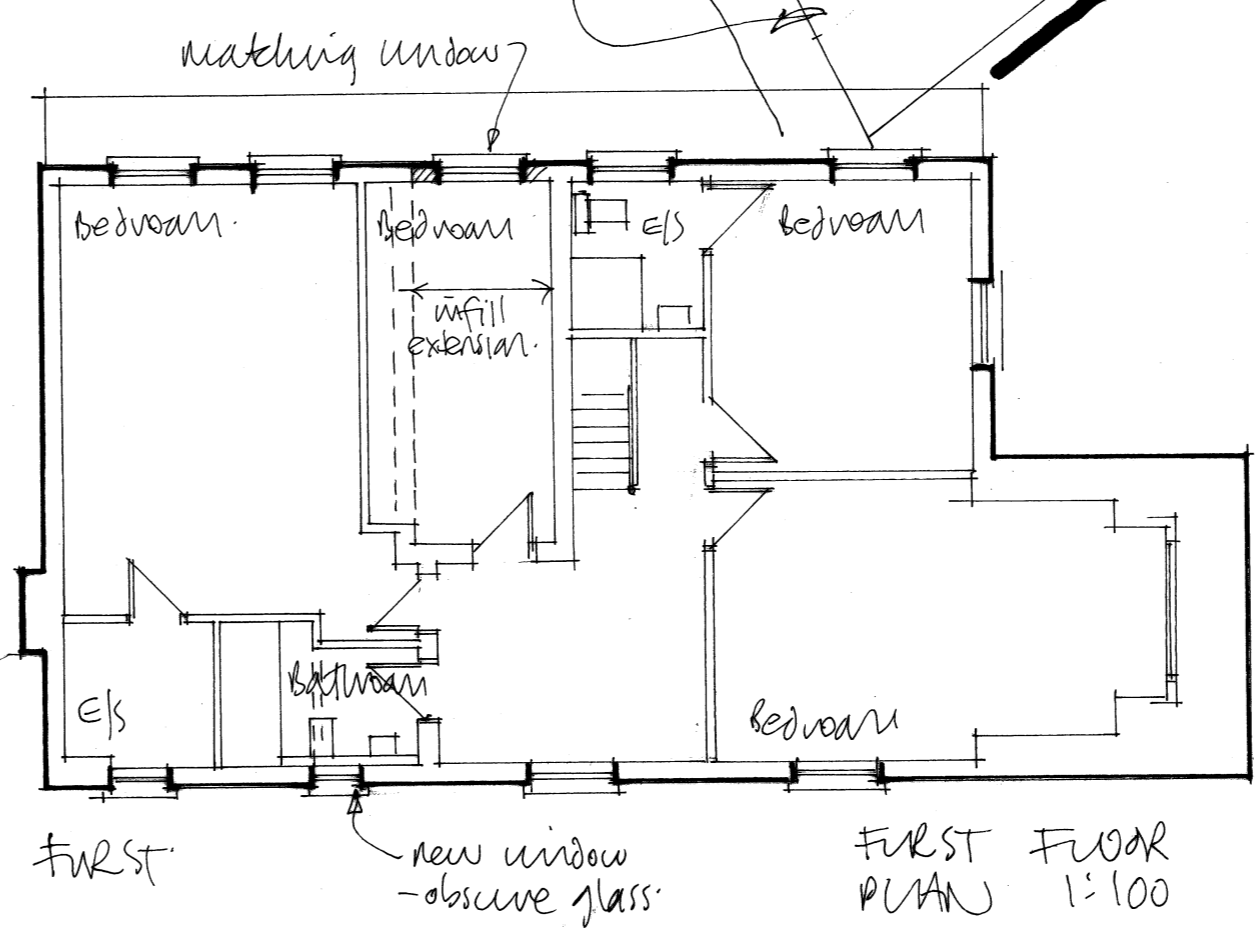 matching window
Bedroom.
Bedroom
E/S
Bedroom
infill
extension.
Bathroom
E/S
Bedroom
FIRST.
new window
- obscure glass.
FIRST FLOOR
PLAN 1:100